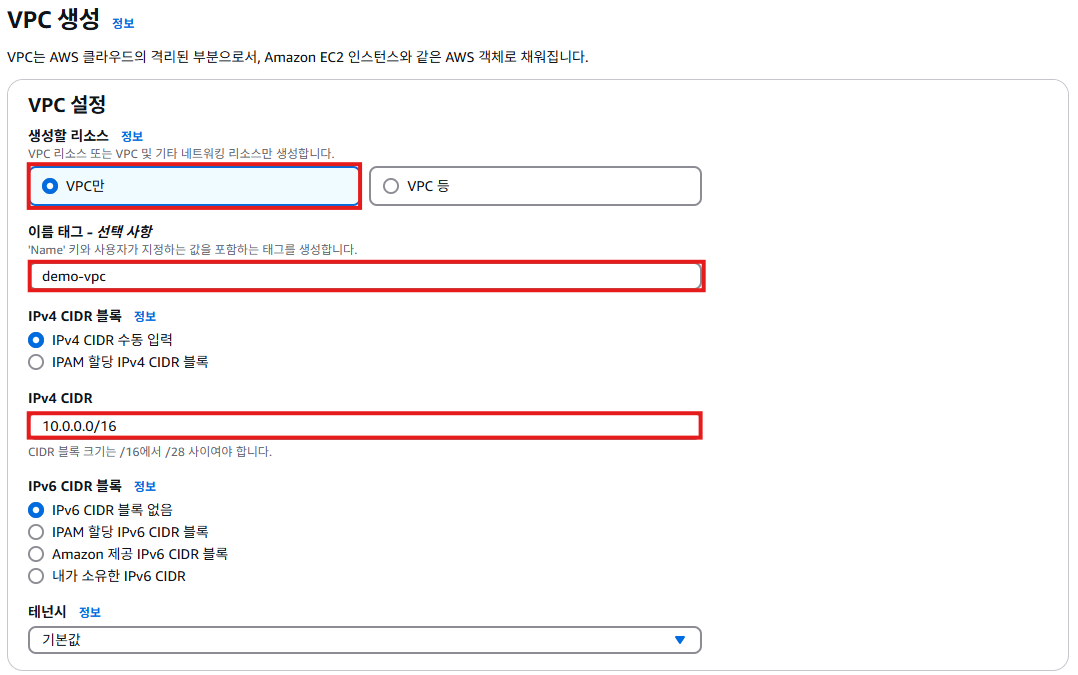 VPC 생성 정보
VPC는 AWS 클라우드의 격리된 부분으로서, Amazon EC2 인스턴스와 같은 AWS 객체로 채워집니다.
VPC 설정
생성할 리소스 정보
VPC 리소스 또는 VPC 및 기타 네트워킹 리소스만 생성합니다.
VPC만 VPC 등
이름 태그 - 선택 사항
'Name' 키와 사용자가 지정하는 값을 포함하는 태그를 생성합니다.
demo-vpc
IPv4 CIDR 블록 정보
IPv4 CIDR 수동 입력
IPAM 할당 IPv4 CIDR 블록
IPv4 CIDR
10.0.0.0/16
CIDR 블록 크기는 /16에서 /28 사이여야 합니다.
IPv6 CIDR 블록 정보
IPv6 CIDR 블록 없음
IPAM 할당 IPv6 CIDR 블록
Amazon 제공 IPv6 CIDR 블록
내가 소유한 IPv6 CIDR
테넌시 정보
기본값